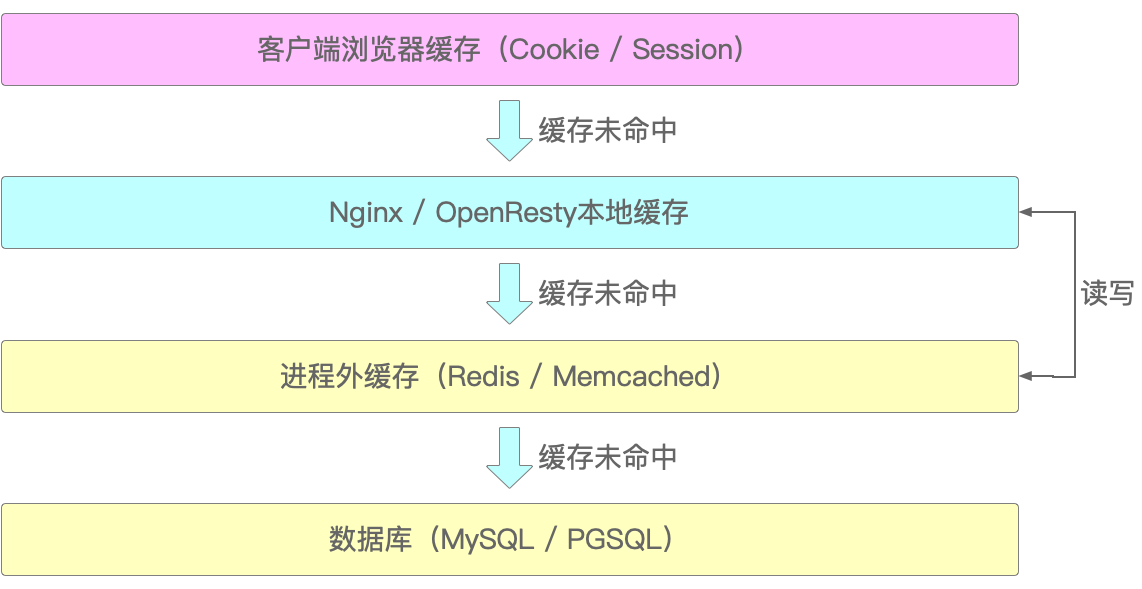 客户端浏览器缓存（Cookie / Session）
缓存未命中
Nginx / OpenResty本地缓存
缓存未命中
读写
进程外缓存（Redis / Memcached）
缓存未命中
数据库（MySQL / PGSQL）